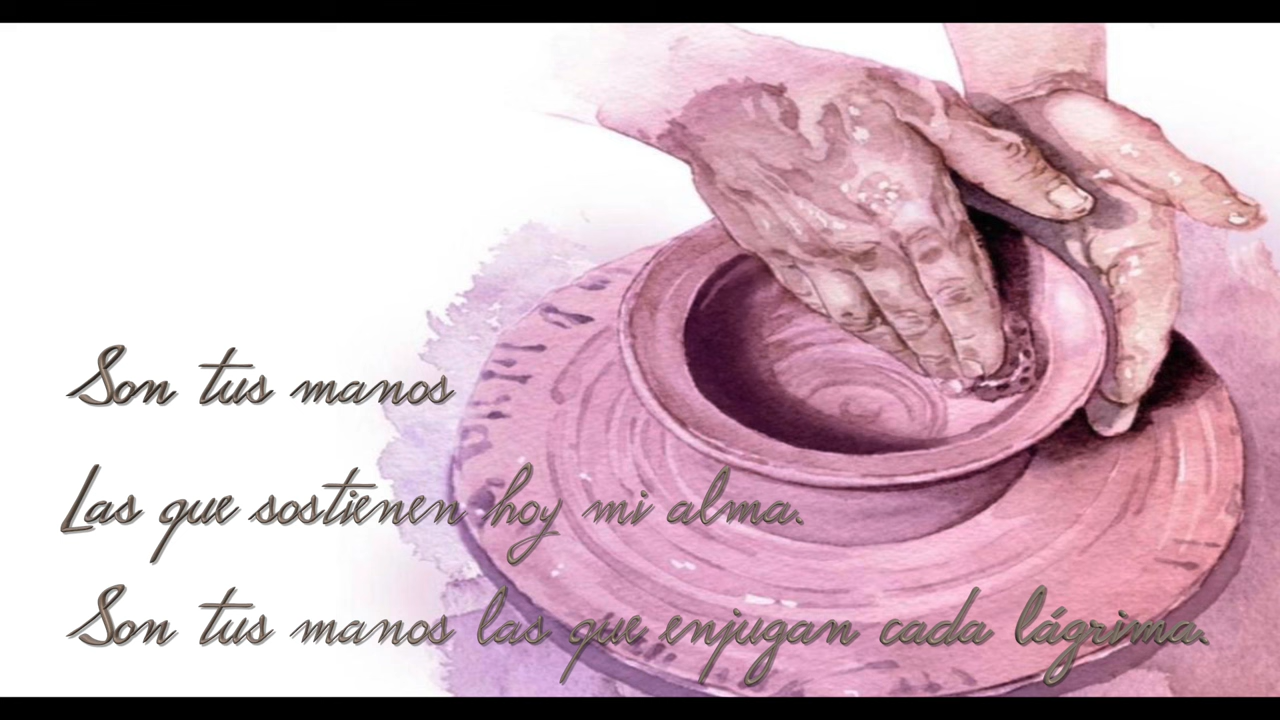 Son tus manos
Las que sostienen hoy mi alma.
Son tus manos las que enjugan cada lágrima.